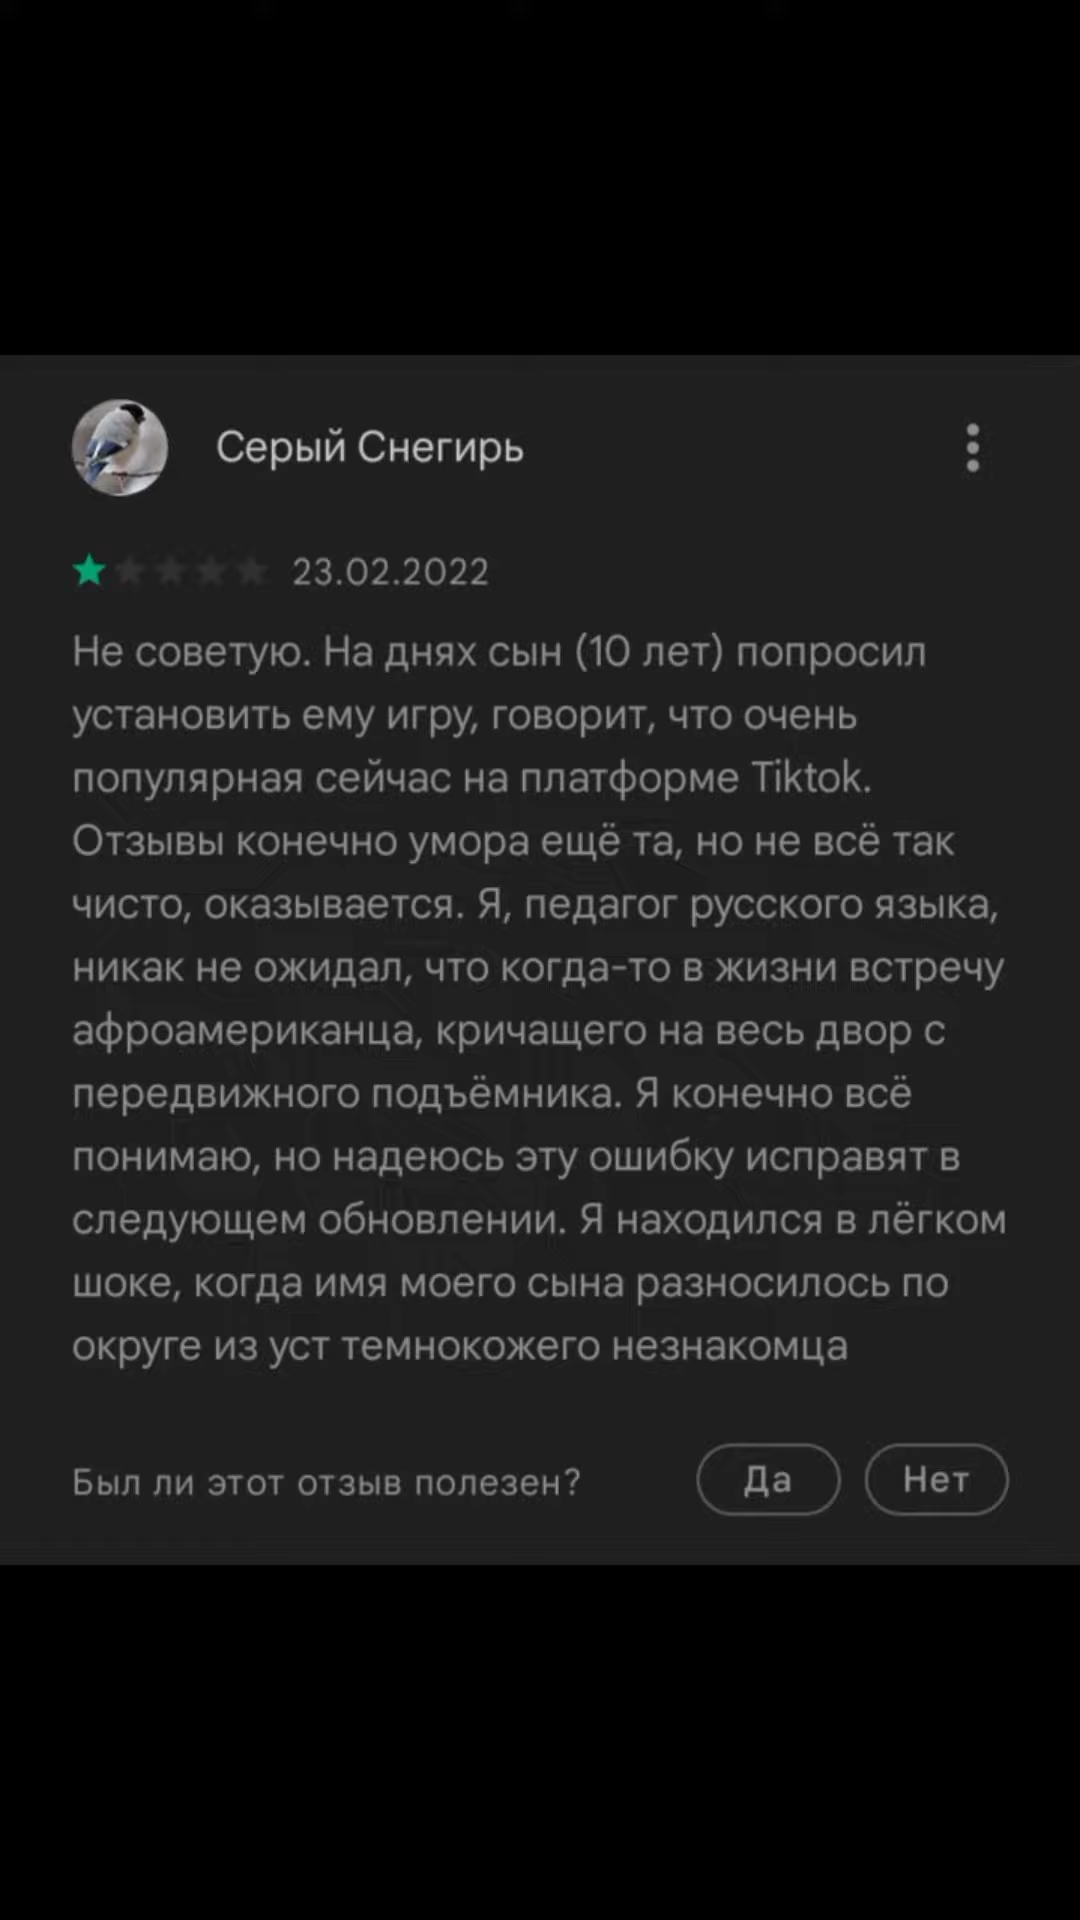 Серый Снегирь
23.02.2022
Не советую. На днях сын (10 лет) попросил
установить ему игру, говорит, что очень
популярная сейчас на платформе Tiktok.
Отзывы конечно умора ещё та, но не всё так
чисто, оказывается. Я, педагог русского языка,
никак не ожидал, что когда-то в жизни встречу
афроамериканца, кричащего на весь двор с
передвижного подъёмника. Я конечно всё
понимаю, но надеюсь эту ошибку исправят в
следующем обновлении. Я находился в лёгком
шоке, когда имя моего сына разносилось по
округе из уст темнокожего незнакомца
Был ли этот отзыв полезен? Да Нет